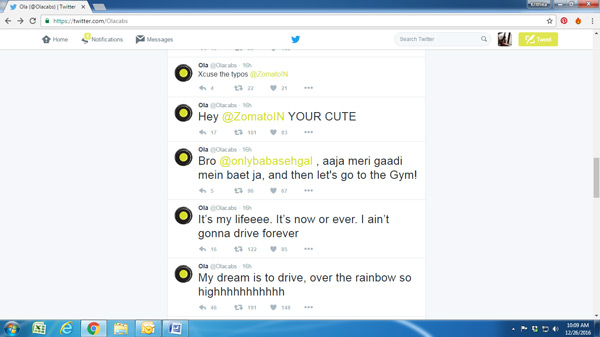 Ola (@Olacabs) | Twitter
https://twitter.com/Olacabs
Home Notifications Messages Search Twitter Tweet
Ola @Olacabs · 16h
Xcuse the typos @ZomatoIN
4 22 21
Ola @Olacabs · 16h
Hey @ZomatoIN YOUR CUTE
17 101 83
Ola @Olacabs · 16h
Bro @onlybabasehgal , aaja meri gaadi
mein baet ja, and then let's go to the Gym!
5 90 67
Ola @Olacabs · 16h
It's my lifeeee. It's now or ever. I ain't
gonna drive forever
16 122 95
Ola @Olacabs · 16h
My dream is to drive, over the rainbow so
highhhhhhhhhhh
46 191 148
10:09 AM
12/26/2016